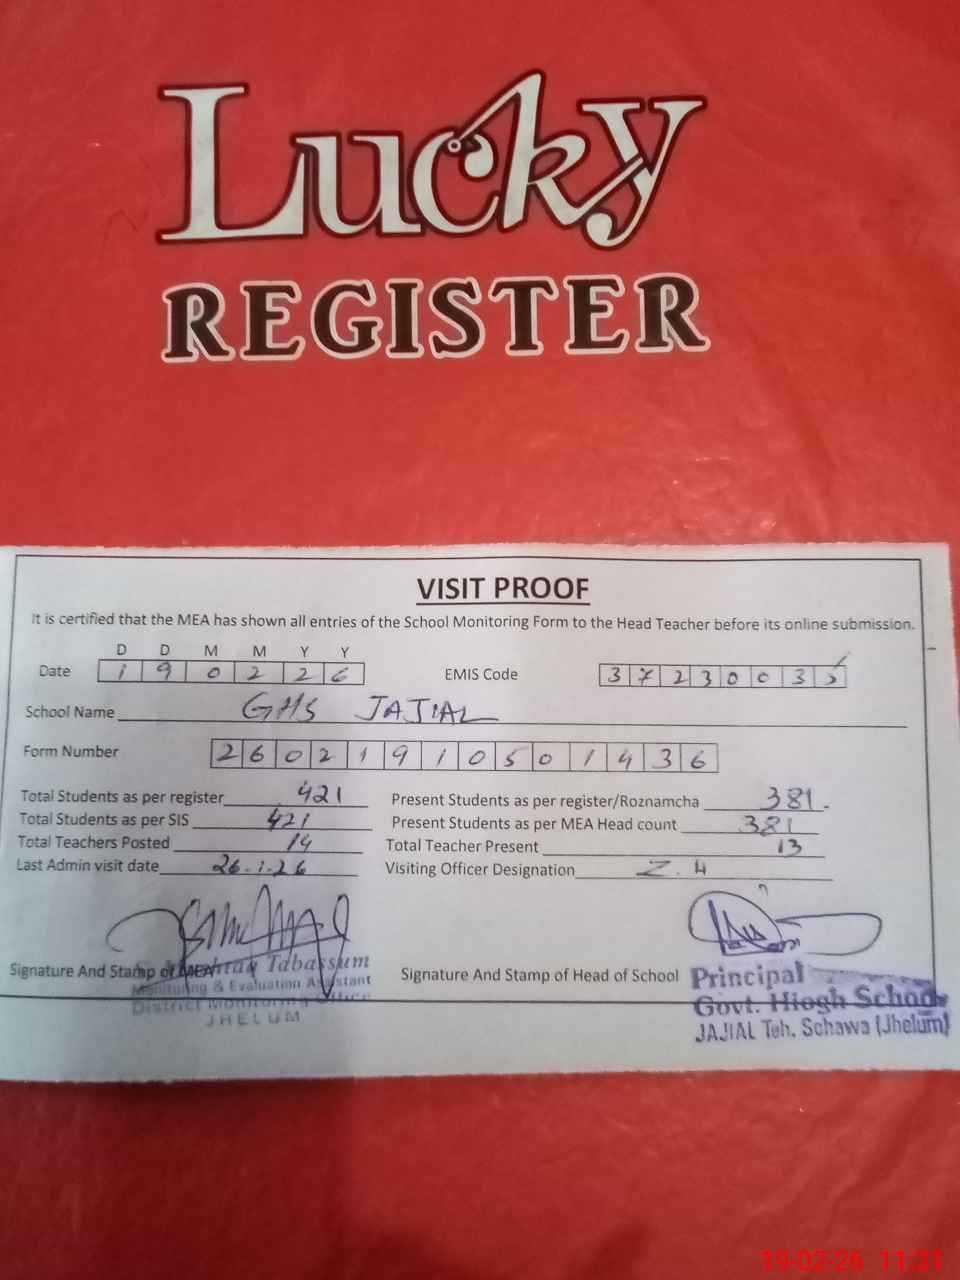 Lucky
REGISTER
VISIT PROOF
It is certified that the MEA has shown all entries of the School Monitoring Form to the Head Teacher before its online submission.
D D M M Y Y
Date 1 9 0 2 2 6 EMIS Code 3 7 2 3 0 0 3 5
School Name GHS JAJIAL
Form Number 2 6 0 2 1 9 1 0 5 0 1 4 3 6
Total Students as per register 421 Present Students as per register/Roznamcha 381.
Total Students as per SIS 421 Present Students as per MEA Head count 381
Total Teachers Posted 14 Total Teacher Present 13
Last Admin visit date 26-1-26 Visiting Officer Designation
Signature And Stamp of MEA Tabassum Signature And Stamp of Head of School Principal
Monitoring & Evaluation Assistant Govt. Hiogh School
District Monitoring Office JAJIAL Teh. Sohawa (Jhelum)
JHELUM
19-02-26 11:21